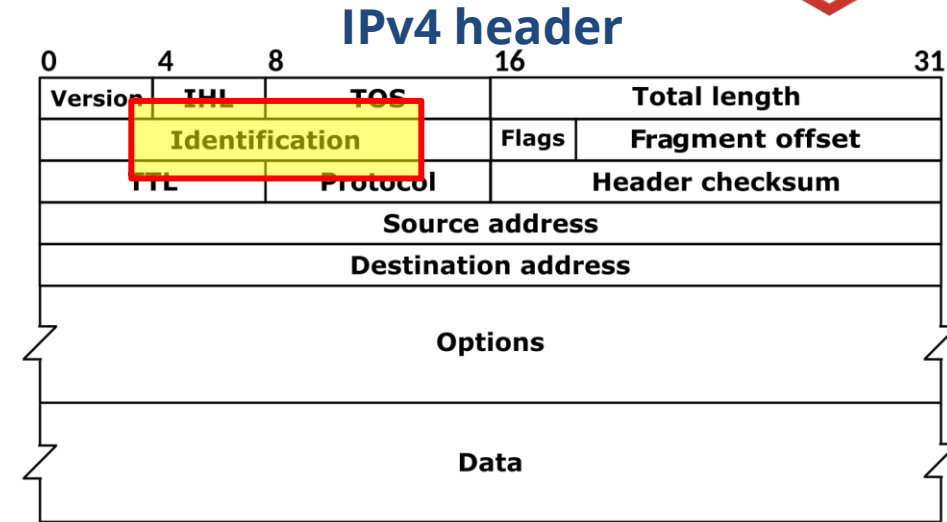 IPv4 header
0 4 8 16 31
Version IHL TOS Total length
Identification Flags Fragment offset
TTL Protocol Header checksum
Source address
Destination address
Options
Data